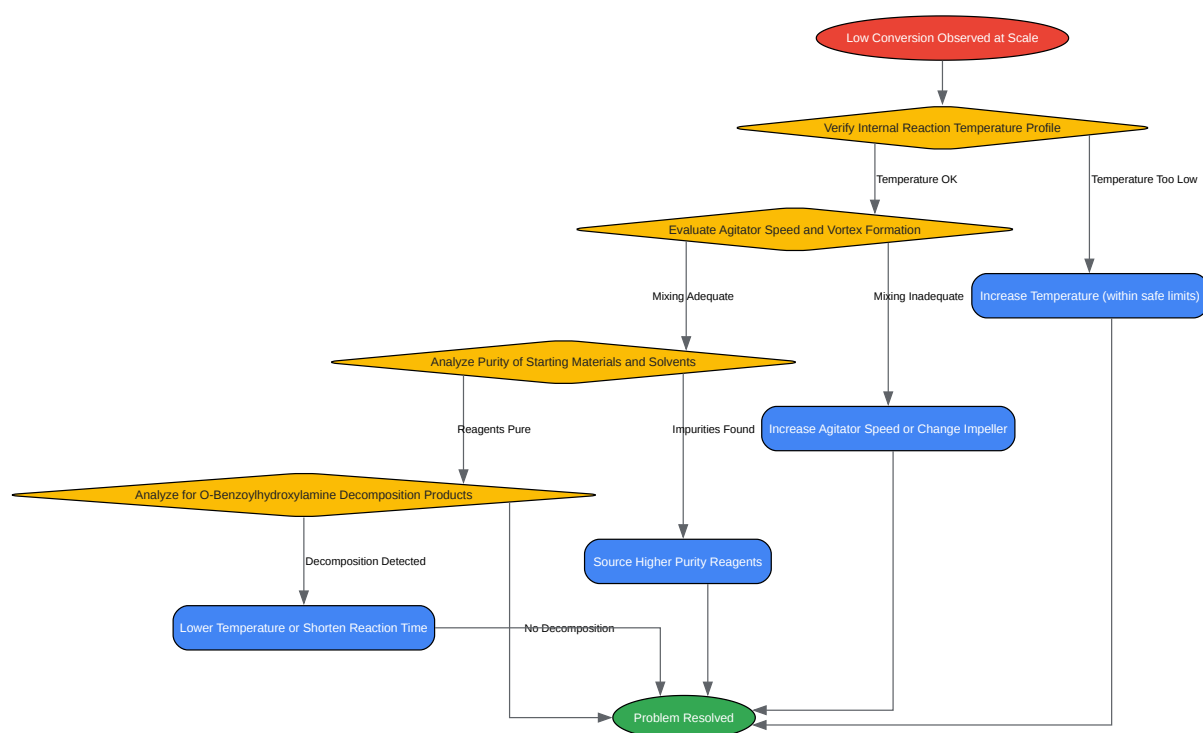 Low Conversion Observed at Scale
Verify Internal Reaction Temperature Profile
Temperature OK
Temperature Too Low
Evaluate Agitator Speed and Vortex Formation
Mixing Adequate
Mixing Inadequate
Increase Temperature (within safe limits)
Analyze Purity of Starting Materials and Solvents
Reagents Pure
Impurities Found
Increase Agitator Speed or Change Impeller
Analyze for O-Benzoylhydroxylamine Decomposition Products
Decomposition Detected
Source Higher Purity Reagents
Lower Temperature or Shorten Reaction Time
No Decomposition
Problem Resolved